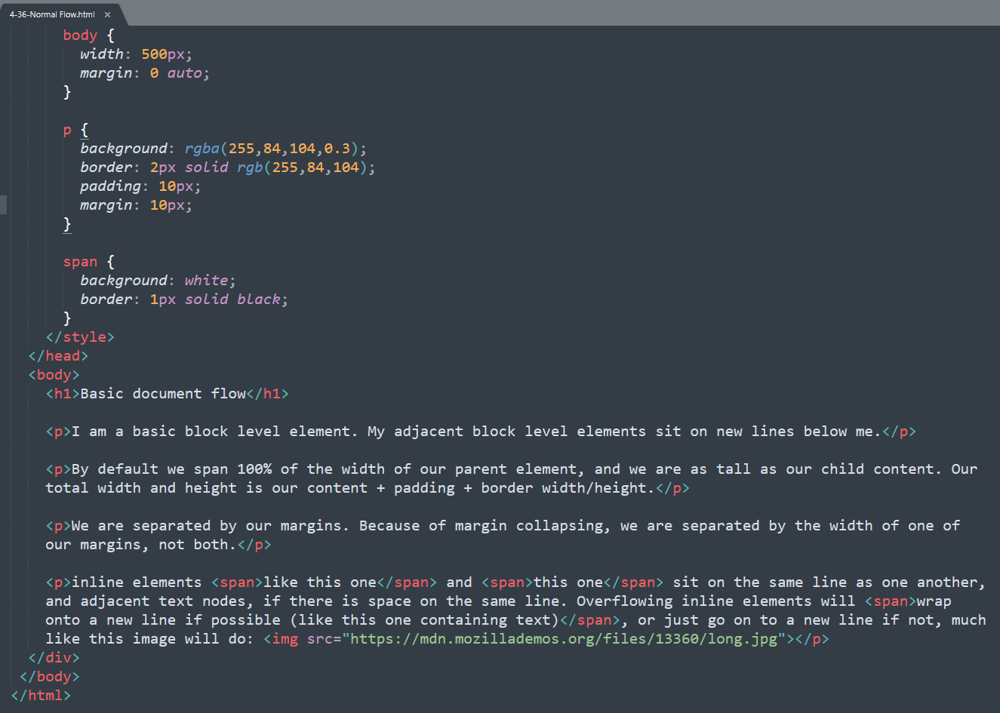 4-36-Normal Flow.html ×
body {
width: 500px;
margin: 0 auto;
}
p {
background: rgba(255,84,104,0.3);
border: 2px solid rgb(255,84,104);
padding: 10px;
margin: 10px;
}
span {
background: white;
border: 1px solid black;
}
</style>
</head>
<body>
<h1>Basic document flow</h1>
<p>I am a basic block level element. My adjacent block level elements sit on new lines below me.</p>
<p>By default we span 100% of the width of our parent element, and we are as tall as our child content. Our
total width and height is our content + padding + border width/height.</p>
<p>We are separated by our margins. Because of margin collapsing, we are separated by the width of one of
our margins, not both.</p>
<p>inline elements <span>like this one</span> and <span>this one</span> sit on the same line as one another,
and adjacent text nodes, if there is space on the same line. Overflowing inline elements will <span>wrap
onto a new line if possible (like this one containing text)</span>, or just go on to a new line if not, much
like this image will do: <img src="https://mdn.mozillademos.org/files/13360/long.jpg"></p>
</div>
</body>
</html>